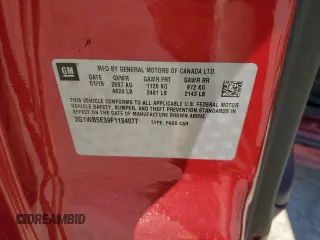 GM
MFD BY GENERAL MOTORS OF CANADA LTD.
DATE GVWR GAWR FRT GAWR RR
01/15 2097 KG 1125 KG 972 KG
4624 LB 2481 LB 2143 LB
THIS VEHICLE CONFORMS TO ALL APPLICABLE U.S. FEDERAL MOTOR
VEHICLE SAFETY, BUMPER, AND THEFT PREVENTION STANDARDS IN
EFFECT ON THE DATE OF MANUFACTURE SHOWN ABOVE.
2G1WB5E39F1134077 TYPE: PASS CAR
© DREAMBID